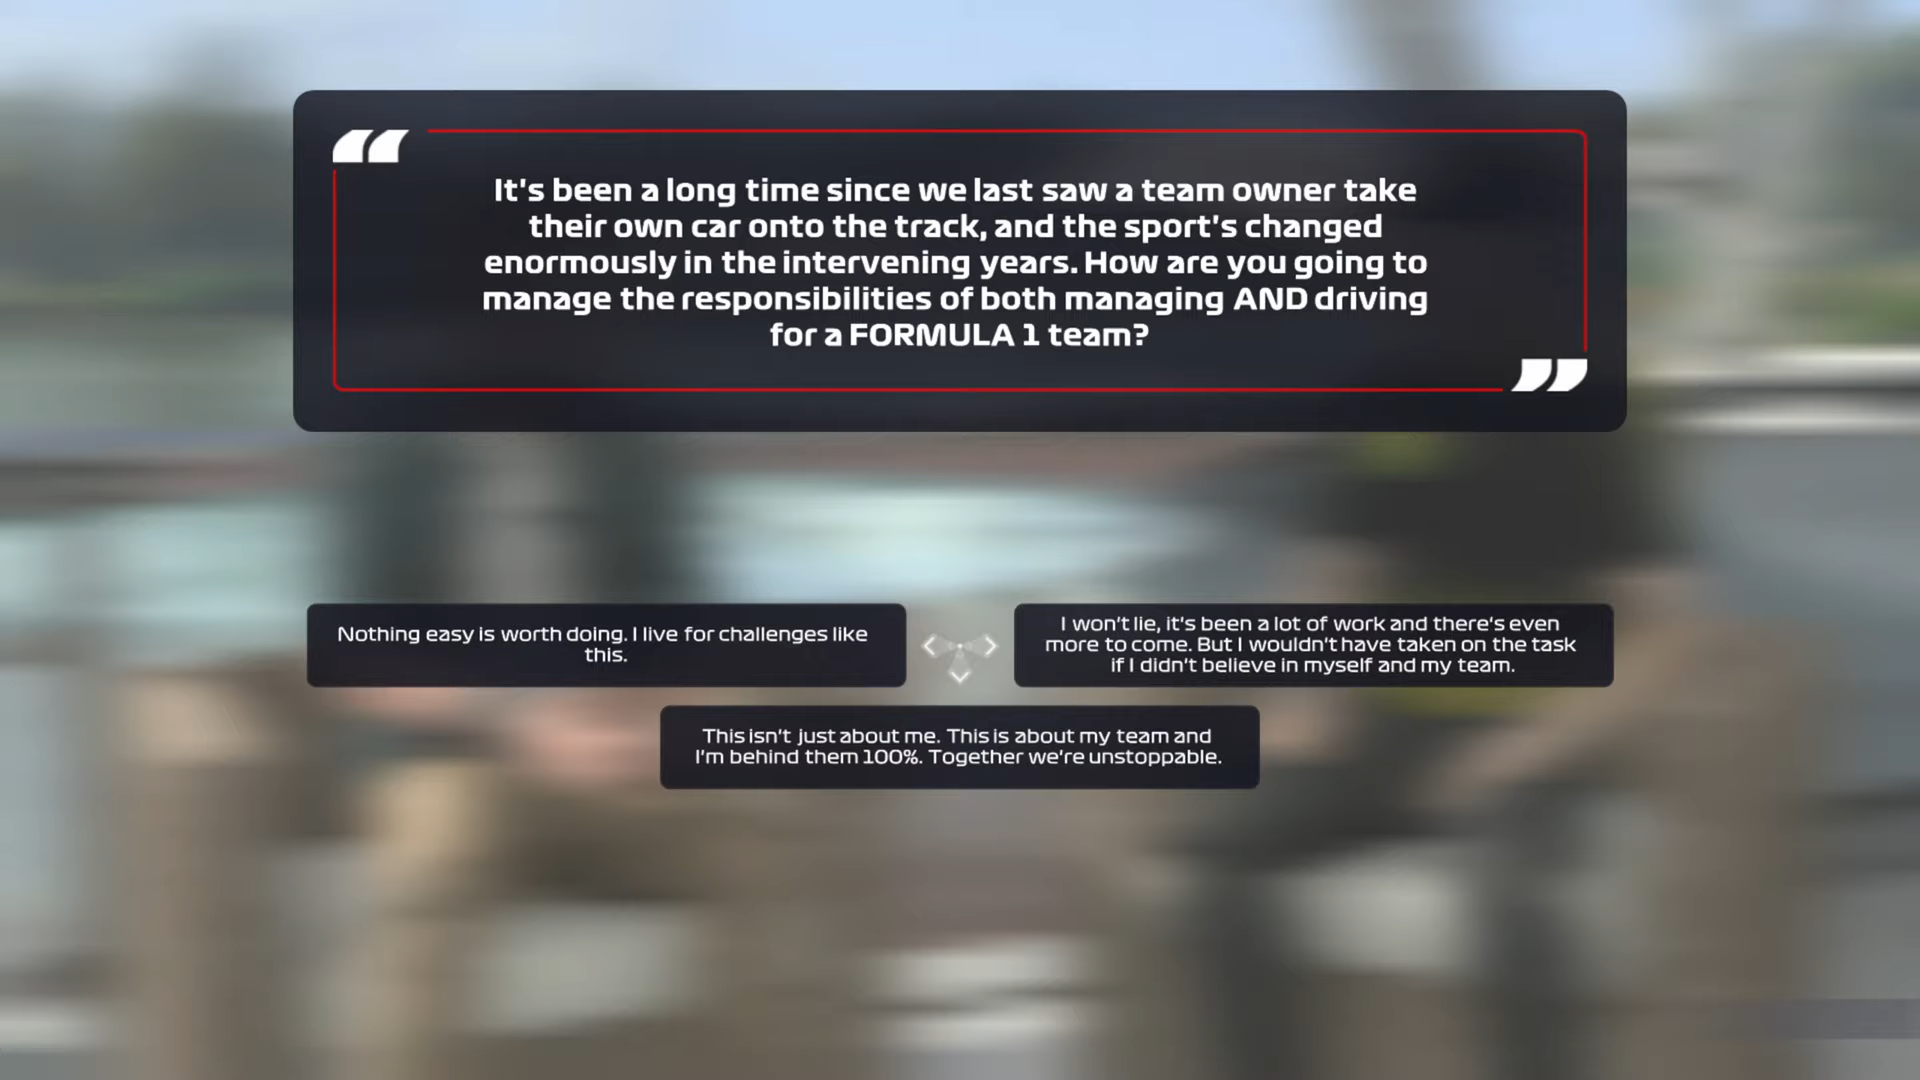 It's been a long time since we last saw a team owner take
their own car onto the track, and the sport's changed
enormously in the intervening years. How are you going to
manage the responsibilities of both managing AND driving
for a FORMULA 1 team?
Nothing easy is worth doing. I live for challenges like
this.
I won't lie, it's been a lot of work and there's even
more to come. But I wouldn't have taken on the task
if I didn't believe in myself and my team.
This isn't just about me. This is about my team and
I'm behind them 100%. Together we're unstoppable.